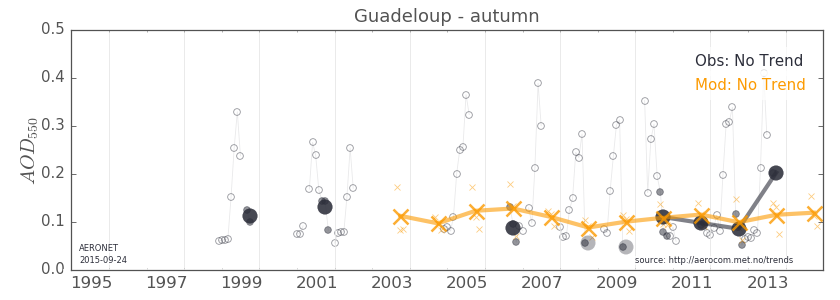 Guadeloup - autumn
0.5
0.4
0.3
0.2
0.1
0.0
AOD550
Obs: No Trend
Mod: No Trend
AERONET
2015-09-24
source: http://aerocom.met.no/trends
1995 1997 1999 2001 2003 2005 2007 2009 2011 2013